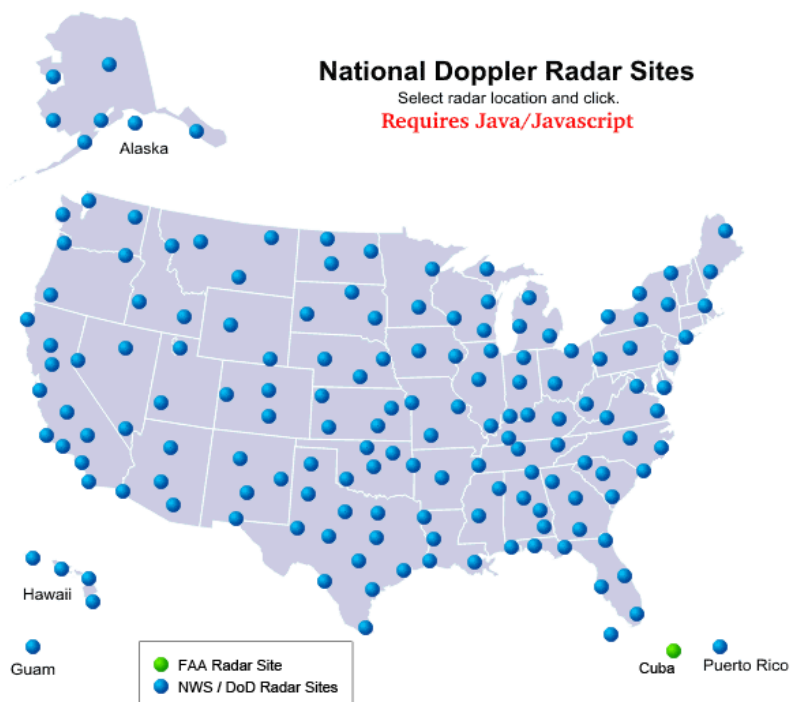 National Doppler Radar Sites
Select radar location and click.
Requires Java/Javascript
Alaska
Hawaii
Guam
FAA Radar Site
NWS / DoD Radar Sites
Cuba
Puerto Rico